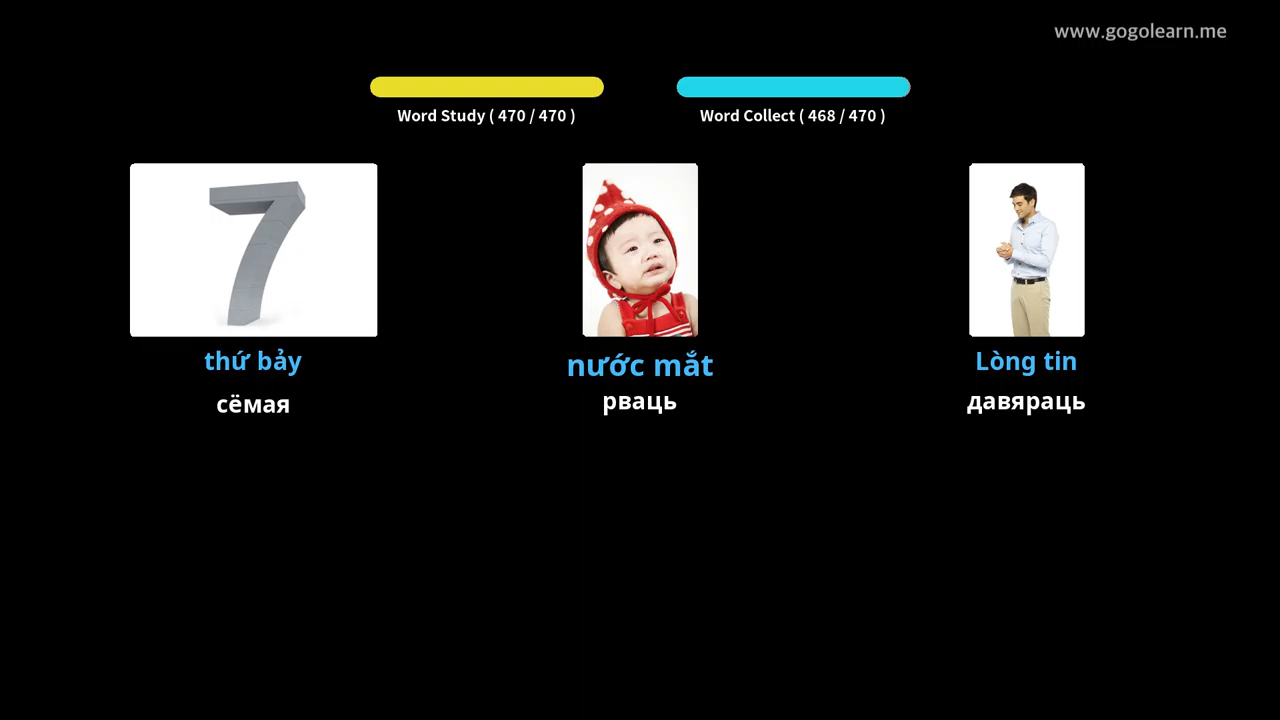 www.gogolearn.me
Word Study ( 470 / 470 )
Word Collect ( 468 / 470 )
7
thứ bảy
nước mắt
Lòng tin
сёмая
рваць
давяраць